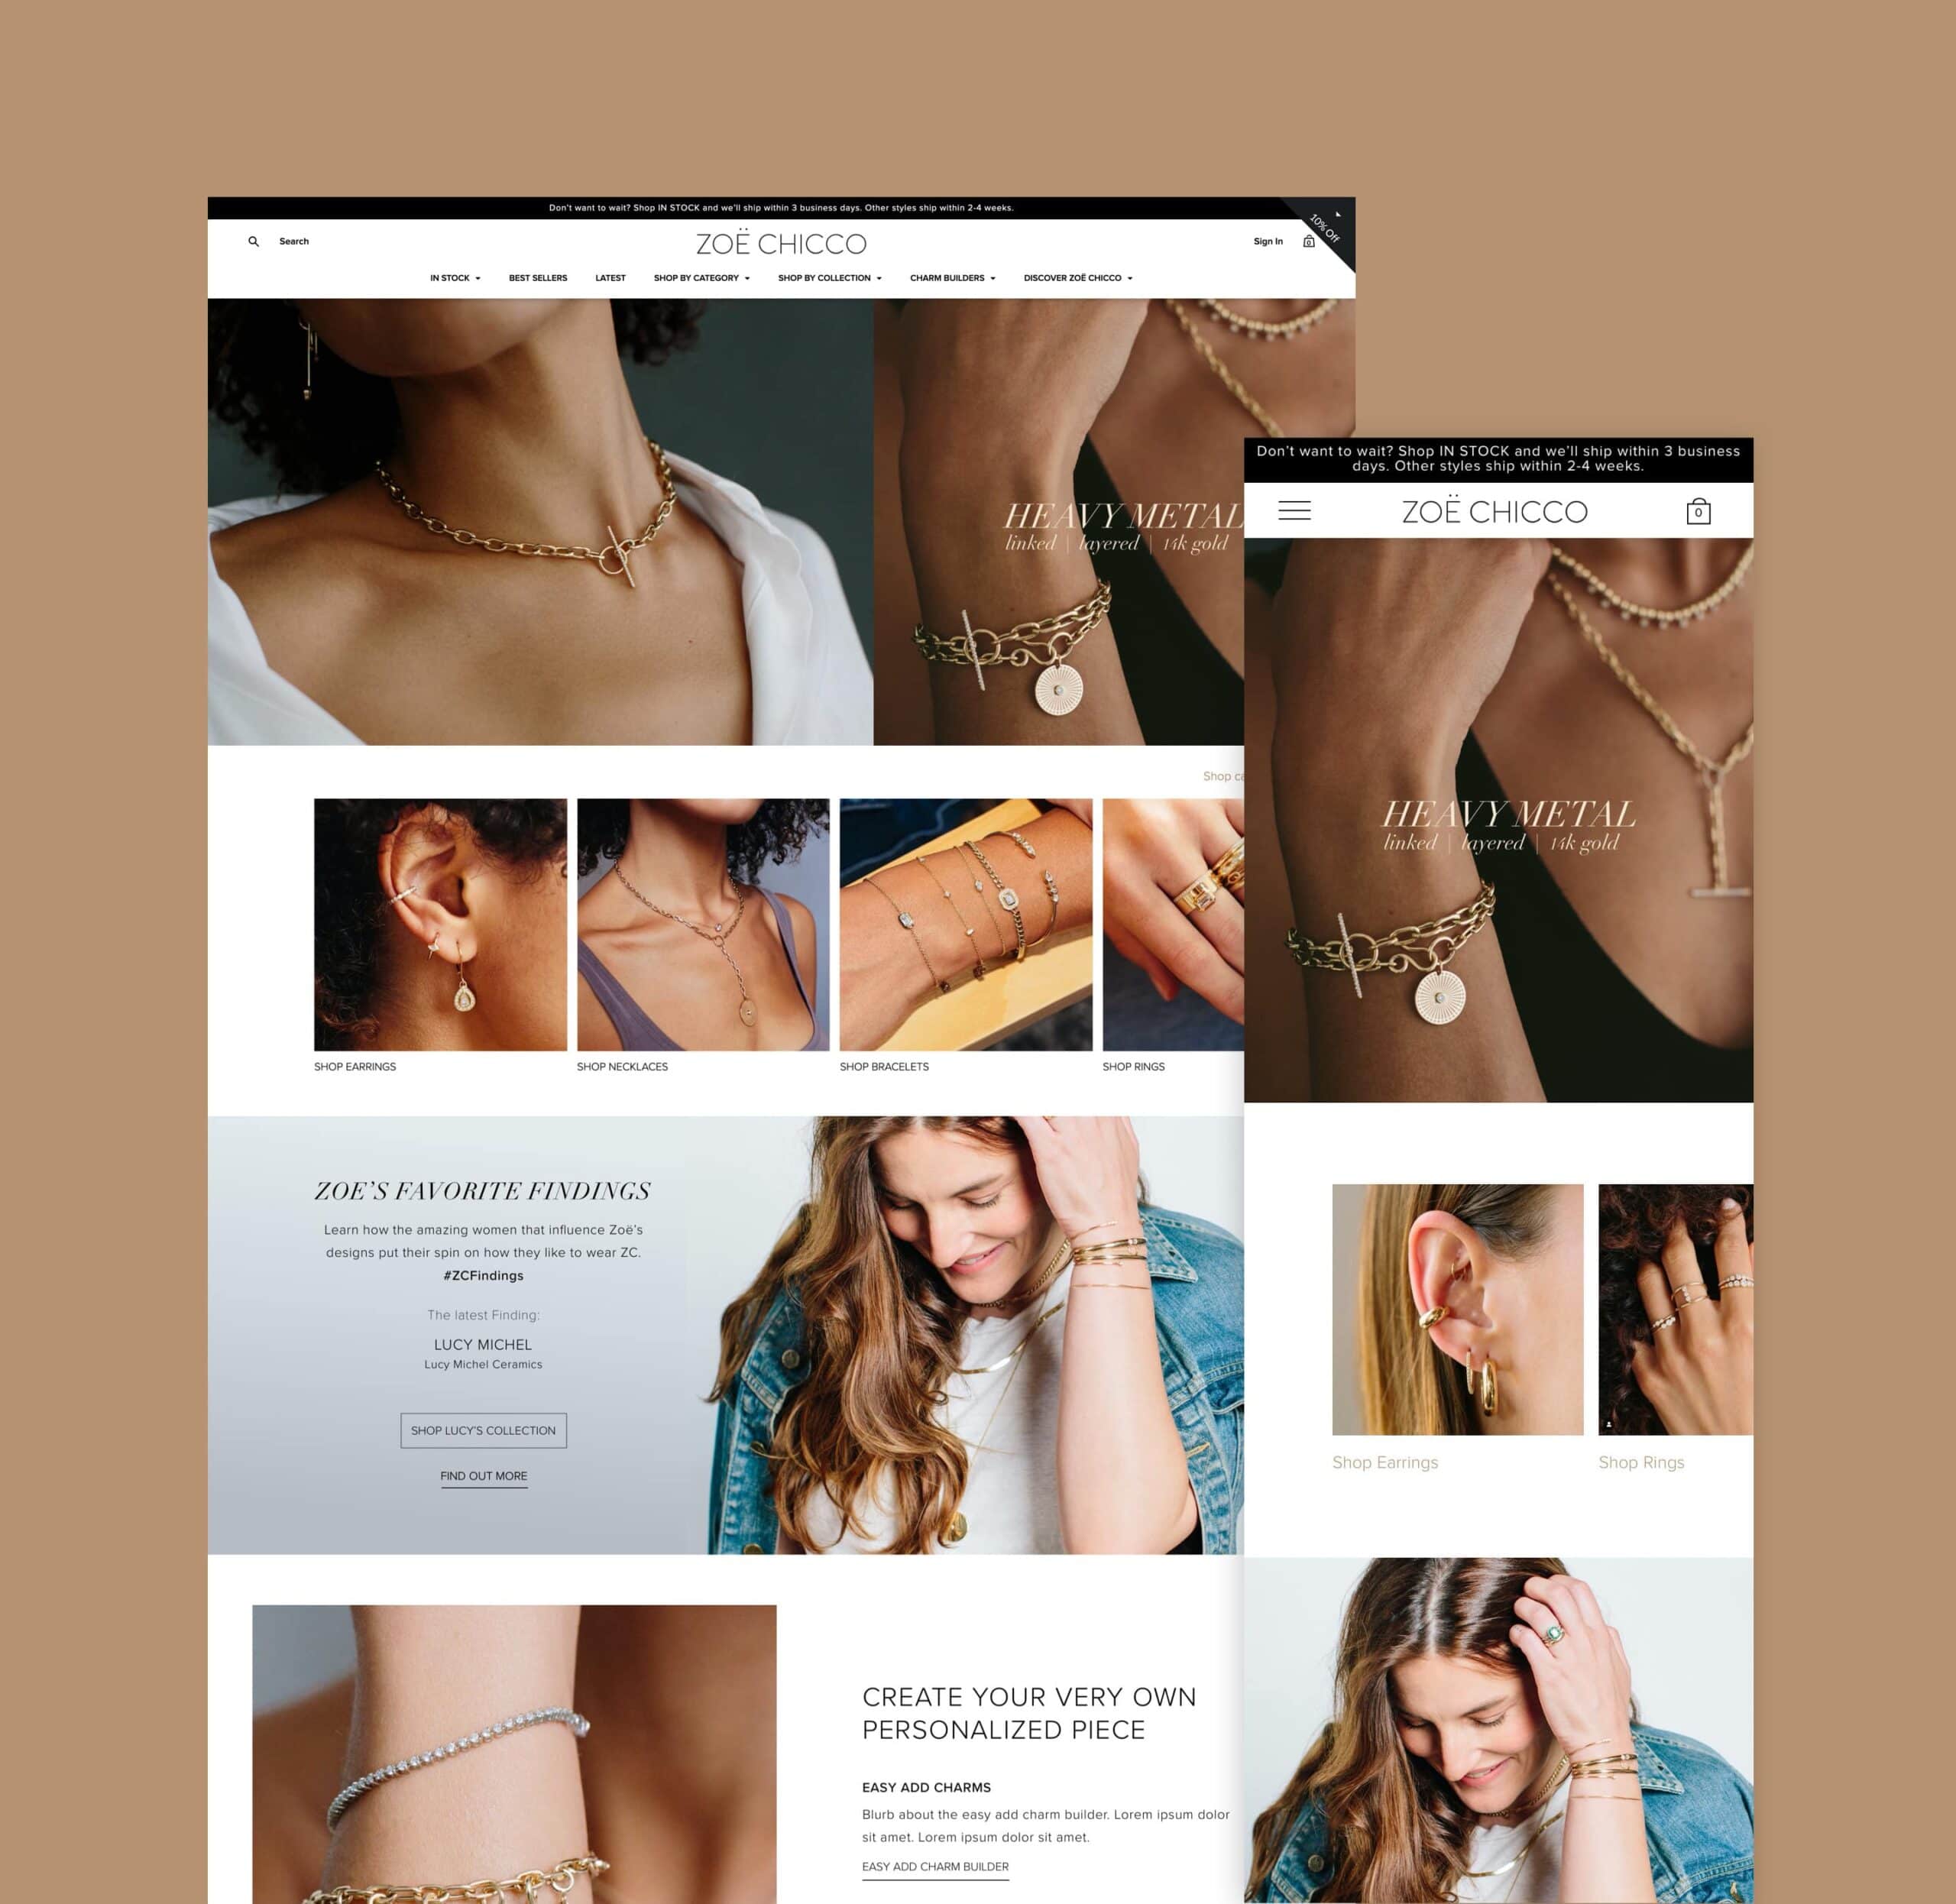 Don't want to wait? Shop IN STOCK and we'll ship within 3 business days. Other styles ship within 2-4 weeks.
10% Off
Search
ZOË CHICCO
Sign In
0
IN STOCK
BEST SELLERS
LATEST
SHOP BY CATEGORY
SHOP BY COLLECTION
CHARM BUILDERS
DISCOVER ZOË CHICCO
HEAVY METAL
linked | layered | 14k gold
Shop
SHOP EARRINGS
SHOP NECKLACES
SHOP BRACELETS
SHOP RINGS
ZOE'S FAVORITE FINDINGS
Learn how the amazing women that influence Zoë's
designs put their spin on how they like to wear ZC.
#ZCFindings
The latest Finding:
LUCY MICHEL
Lucy Michel Ceramics
SHOP LUCY'S COLLECTION
FIND OUT MORE
CREATE YOUR VERY OWN
PERSONALIZED PIECE
EASY ADD CHARMS
Blurb about the easy add charm builder. Lorem ipsum dolor
sit amet. Lorem ipsum dolor sit amet.
EASY ADD CHARM BUILDER
Don't want to wait? Shop IN STOCK and we'll ship within 3 business
days. Other styles ship within 2-4 weeks.
ZOË CHICCO
0
HEAVY METAL
linked | layered | 14k gold
Shop Earrings
Shop Rings